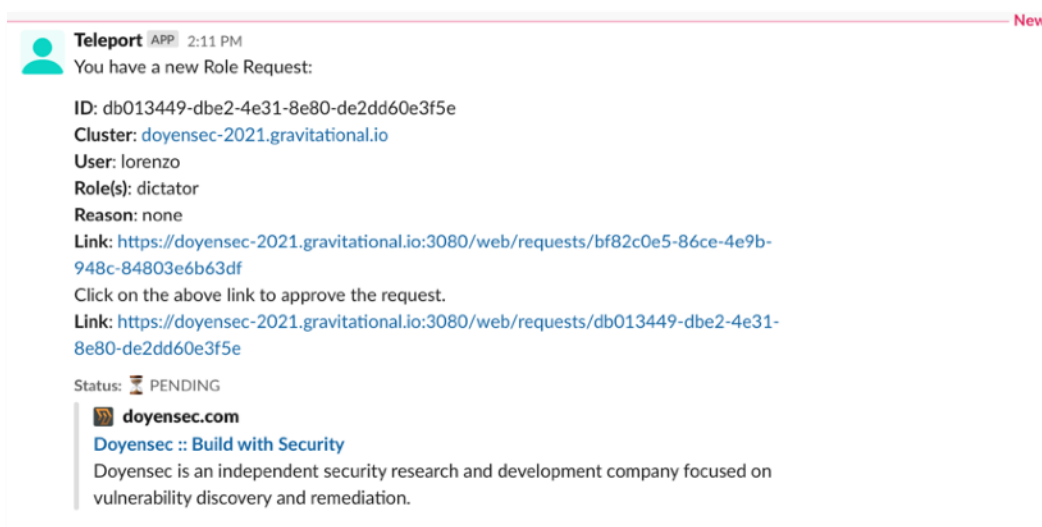 New
Teleport APP 2:11 PM
You have a new Role Request:
ID: db013449-dbe2-4e31-8e80-de2dd60e3f5e
Cluster: doyensec-2021.gravitational.io
User: lorenzo
Role(s): dictator
Reason: none
Link: https://doyensec-2021.gravitational.io:3080/web/requests/bf82c0e5-86ce-4e9b-
948c-84803e6b63df
Click on the above link to approve the request.
Link: https://doyensec-2021.gravitational.io:3080/web/requests/db013449-dbe2-4e31-
8e80-de2dd60e3f5e
Status: ⏳ PENDING
doyensec.com
Doyensec :: Build with Security
Doyensec is an independent security research and development company focused on
vulnerability discovery and remediation.